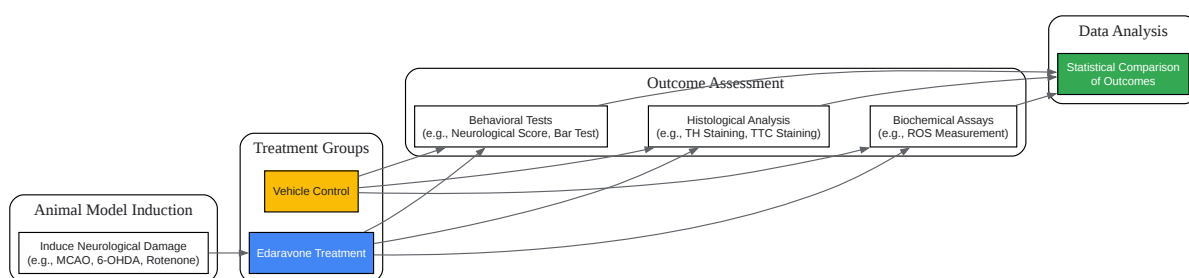 Data Analysis
Statistical Comparison
of Outcomes
Outcome Assessment
Behavioral Tests
(e.g., Neurological Score, Bar Test)
Histological Analysis
(e.g., TH Staining, TTC Staining)
Biochemical Assays
(e.g., ROS Measurement)
Treatment Groups
Vehicle Control
Edaravone Treatment
Animal Model Induction
Induce Neurological Damage
(e.g., MCAO, 6-OHDA, Rotenone)